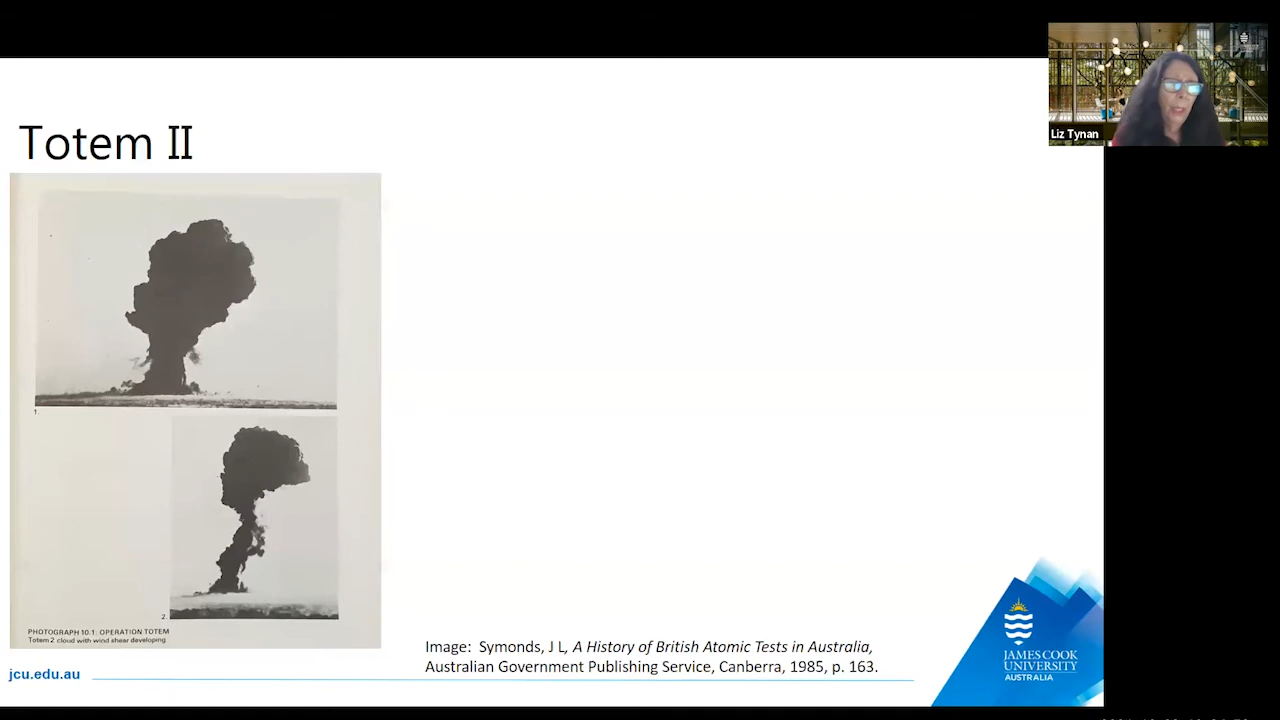 Liz Tynan
Totem II
1.
2.
PHOTOGRAPH 10.1: OPERATION TOTEM
Totem 2 cloud with wind shear developing
Image: Symonds, J L, A History of British Atomic Tests in Australia,
Australian Government Publishing Service, Canberra, 1985, p. 163.
jcu.edu.au
JAMES COOK
UNIVERSITY
AUSTRALIA